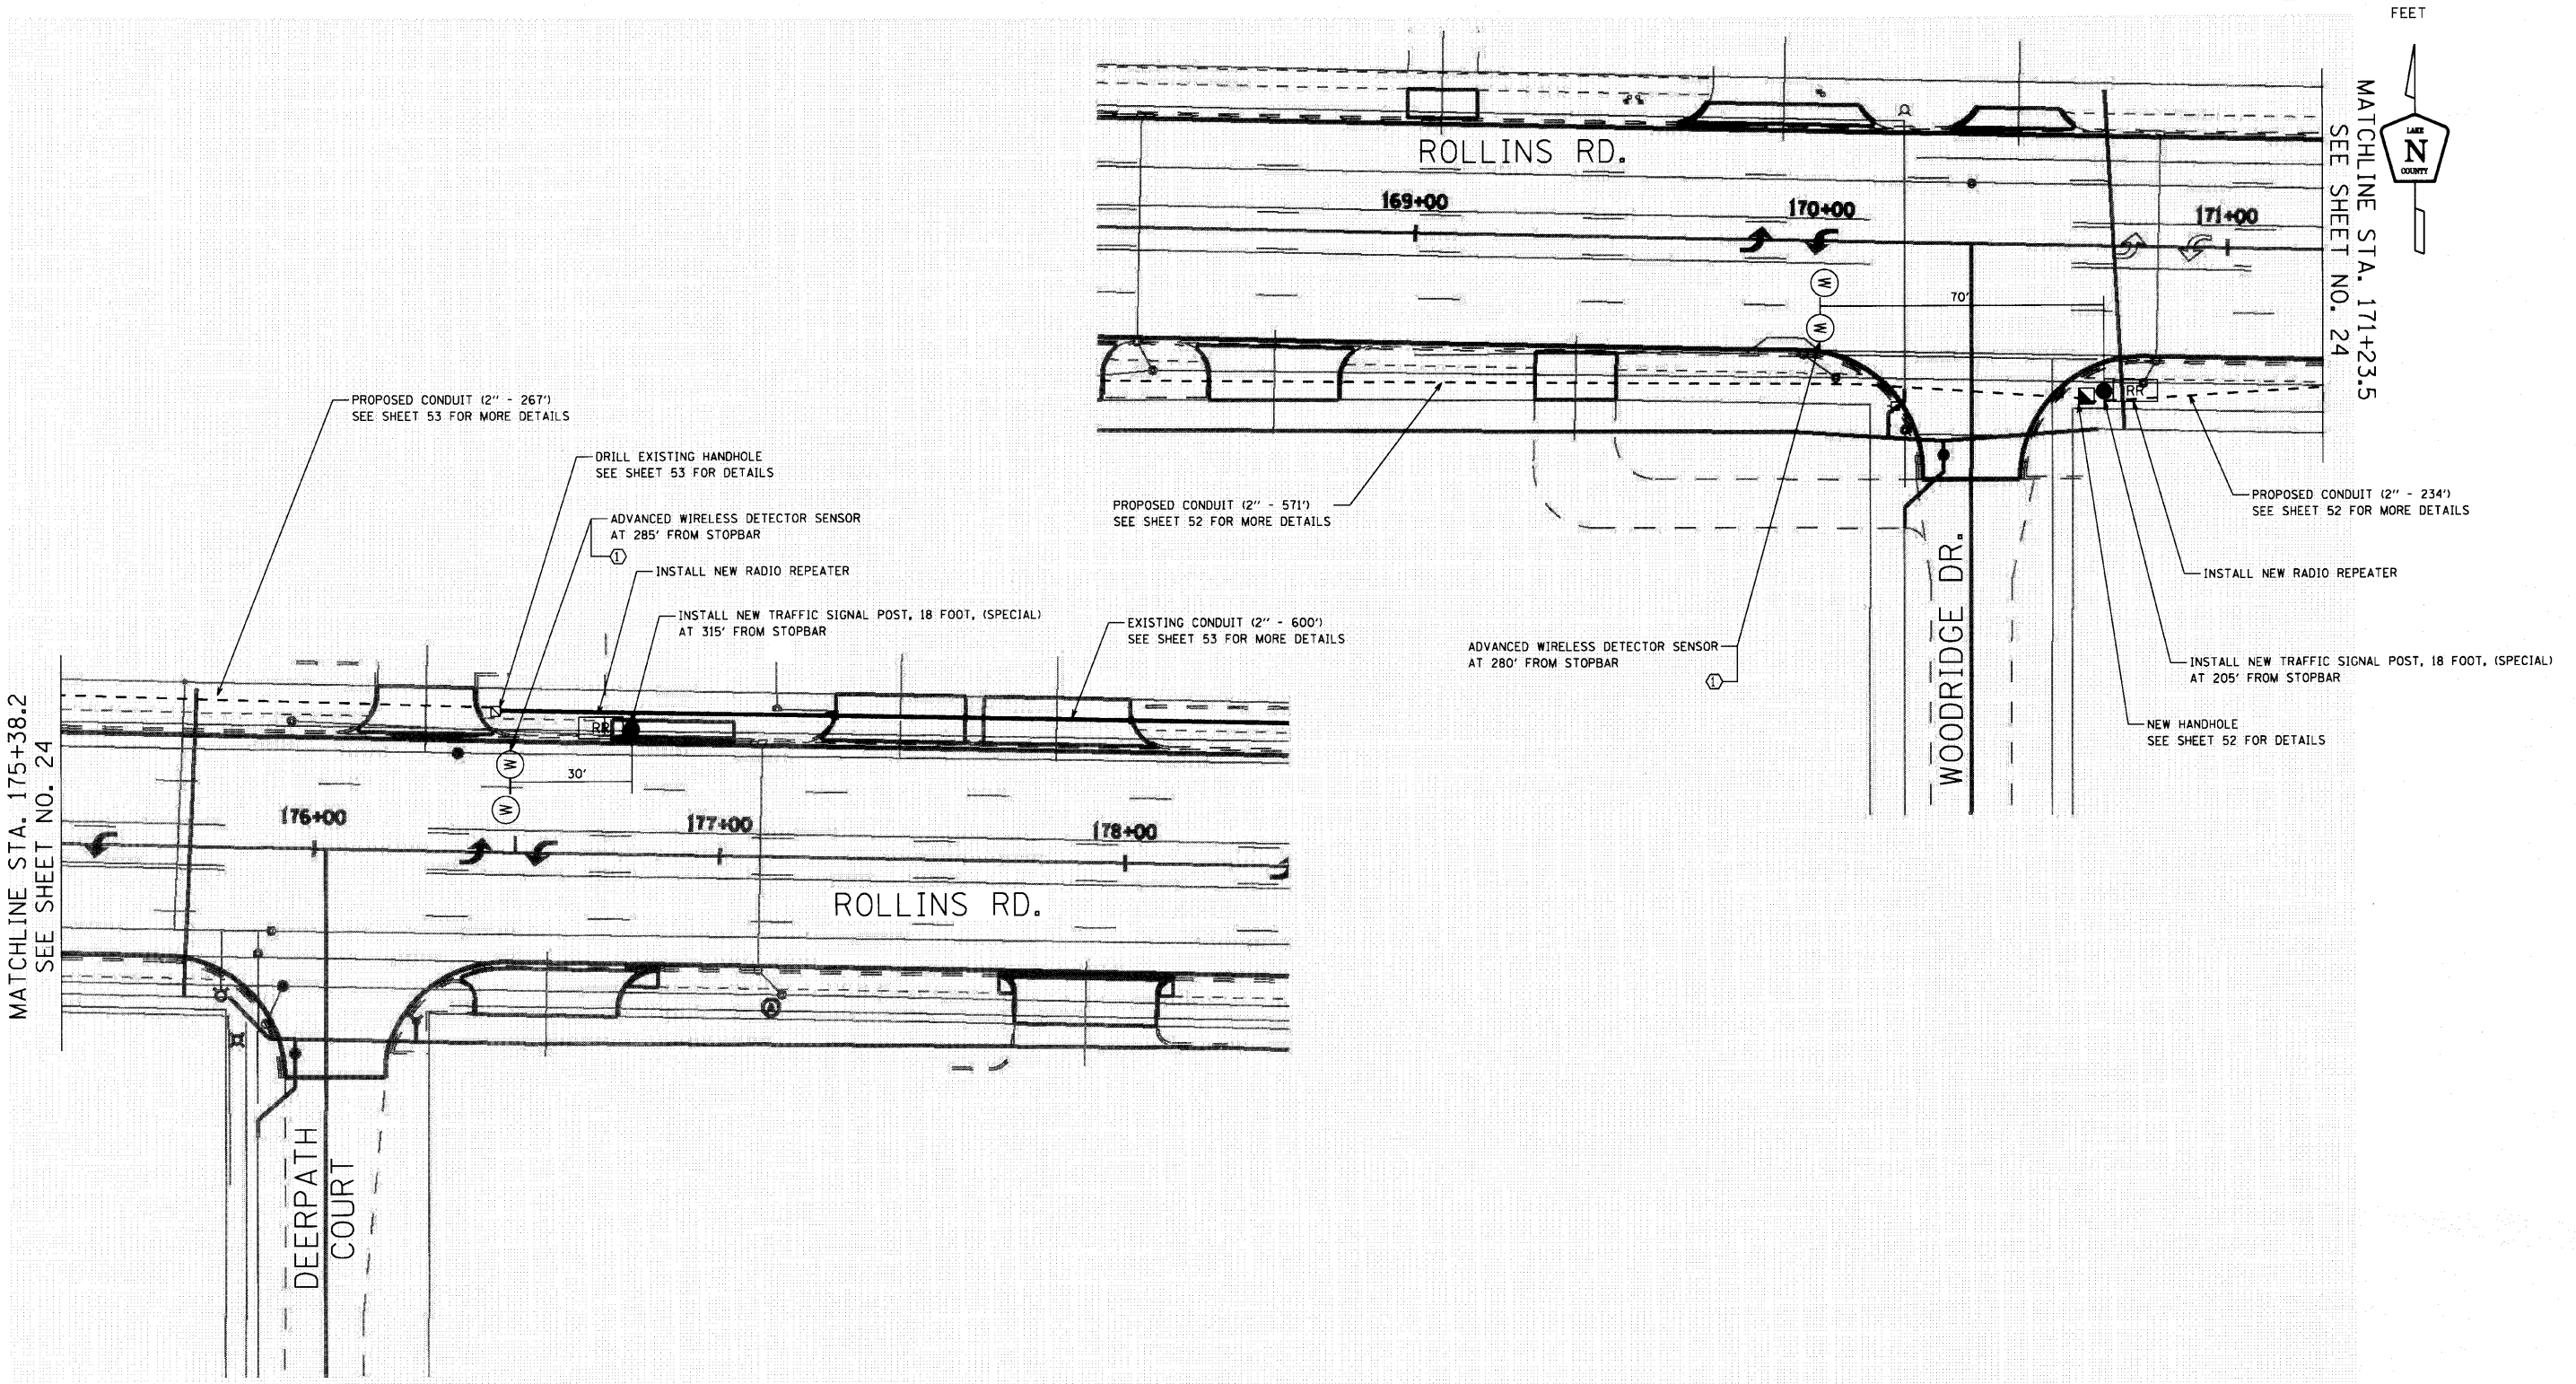 FEET
LAKE
N
COUNTY
MATCHLINE STA. 171+23.5
SEE SHEET NO. 24
ROLLINS RD.
169+00
170+00
171+00
W
W
70'
RR
PROPOSED CONDUIT (2" - 571')
SEE SHEET 52 FOR MORE DETAILS
PROPOSED CONDUIT (2" - 234')
SEE SHEET 52 FOR MORE DETAILS
INSTALL NEW RADIO REPEATER
ADVANCED WIRELESS DETECTOR SENSOR
AT 280' FROM STOPBAR
1
INSTALL NEW TRAFFIC SIGNAL POST, 18 FOOT, (SPECIAL)
AT 205' FROM STOPBAR
NEW HANDHOLE
SEE SHEET 52 FOR DETAILS
WOODRIDGE DR.
PROPOSED CONDUIT (2" - 267')
SEE SHEET 53 FOR MORE DETAILS
DRILL EXISTING HANDHOLE
SEE SHEET 53 FOR DETAILS
ADVANCED WIRELESS DETECTOR SENSOR
AT 285' FROM STOPBAR
1
INSTALL NEW RADIO REPEATER
INSTALL NEW TRAFFIC SIGNAL POST, 18 FOOT, (SPECIAL)
AT 315' FROM STOPBAR
EXISTING CONDUIT (2" - 600')
SEE SHEET 53 FOR MORE DETAILS
MATCHLINE STA. 175+38.2
SEE SHEET NO. 24
RR
W
30'
W
176+00
177+00
178+00
ROLLINS RD.
A
DEERPATH
COURT